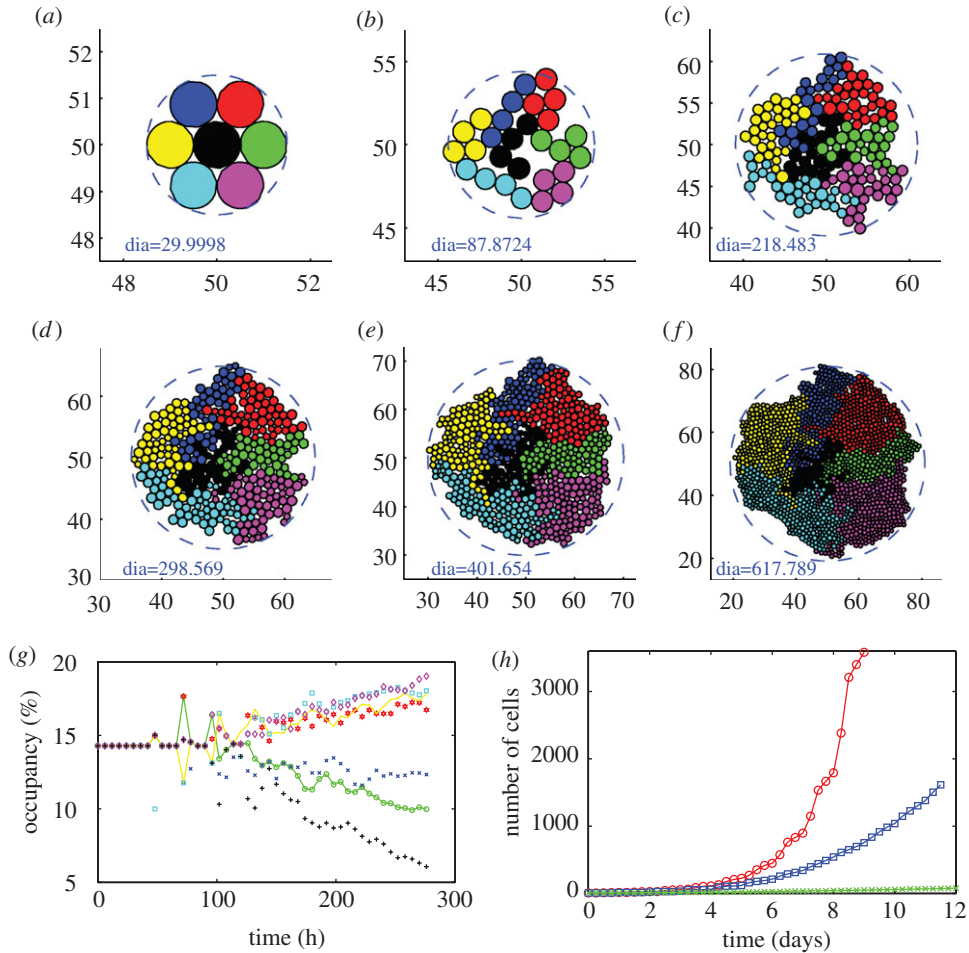 (a)
52
51
50
49
48
48 50 52
dia=29.9998
(b)
55
50
45
45 50 55
dia=87.8724
(c)
60
55
50
45
40
40 50 60
dia=218.483
(d)
60
50
40
30
30 40 50 60
dia=298.569
(e)
70
60
50
40
30
30 40 50 60 70
dia=401.654
(f)
80
60
40
20
20 40 60 80
dia=617.789
(g)
occupancy (%)
20
15
10
5
0 100 200 300
time (h)
(h)
number of cells
3000
1000
0
0 2 4 6 8 10 12
time (days)